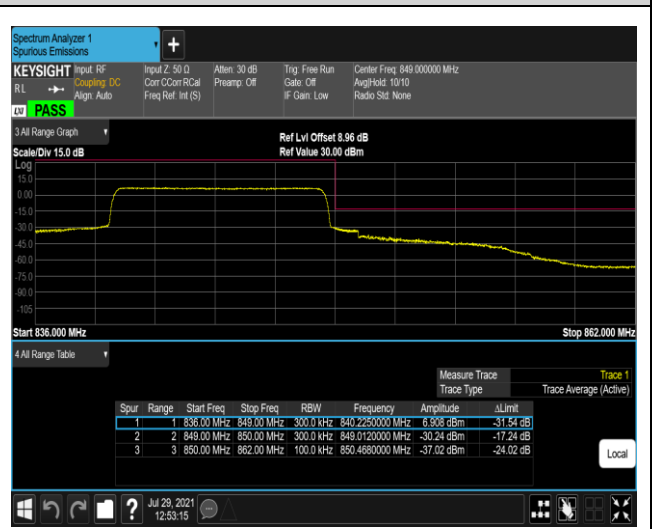 Spectrum Analyzer 1
Spurious Emissions
+
KEYSIGHT Input: RF Input Z: 50 Ω Atten: 30 dB Trig: Free Run Center Freq: 849.000000 MHz
RL Coupling: DC Corr CCorr RCal Preamp: Off Gate: Off Avg|Hold: 10/10
Align: Auto Freq Ref: Int (S) IF Gain: Low Radio Std: None
LXI PASS
3 All Range Graph
Ref Lvl Offset 8.96 dB
Scale/Div 15.0 dB Ref Value 30.00 dBm
Log
15.0
0.00
-15.0
-30.0
-45.0
-60.0
-75.0
-90.0
-105
Start 836.000 MHz Stop 862.000 MHz
4 All Range Table
Measure Trace Trace 1
Trace Type Trace Average (Active)
Spur Range Start Freq Stop Freq RBW Frequency Amplitude ΔLimit
1 1 836.00 MHz 849.00 MHz 300.0 kHz 840.2250000 MHz 6.908 dBm -31.54 dB
2 2 849.00 MHz 850.00 MHz 300.0 kHz 849.0120000 MHz -30.24 dBm -17.24 dB
3 3 850.00 MHz 862.00 MHz 100.0 kHz 850.4680000 MHz -37.02 dBm -24.02 dB
Local
? Jul 29, 2021
12:53:15